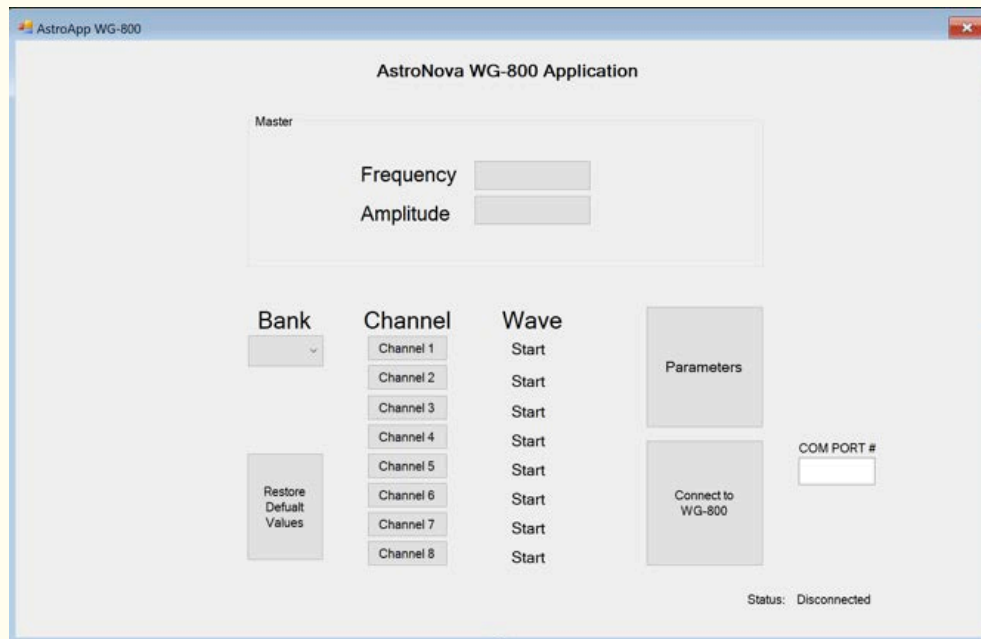 AstroApp WG-800
AstroNova WG-800 Application
Master
Frequency
Amplitude
Bank Channel Wave
Channel 1 Start
Channel 2 Start
Channel 3 Start
Channel 4 Start
Channel 5 Start
Channel 6 Start
Channel 7 Start
Channel 8 Start
Restore
Defualt
Values
Parameters
Connect to
WG-800
COM PORT #
Status: Disconnected